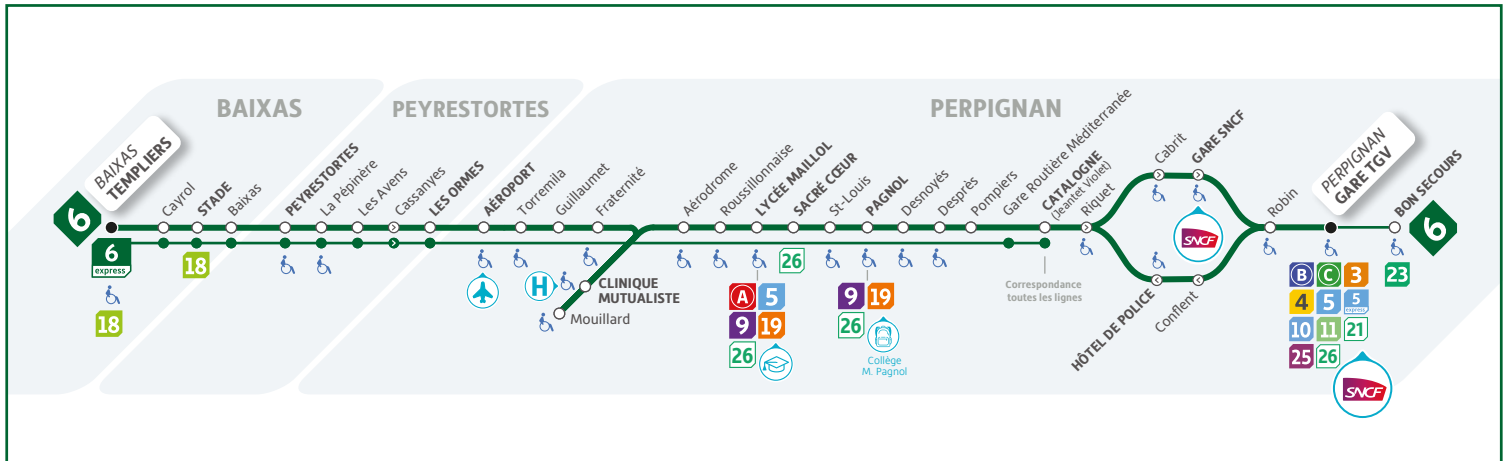 BAIXAS
PEYRESTORTES
PERPIGNAN
6
BAIXAS
TEMPLIERS
Cayrol
STADE
Baixas
PEYRESTORTES
La Pépinère
Les Avens
Cassanyes
LES ORMES
AÉROPORT
Torremila
Guillaumet
Fraternité
CLINIQUE
MUTUALISTE
Mouillard
Aérodrome
Roussillonnaise
LYCÉE MAILLOL
SACRÉ CŒUR
St-Louis
PAGNOL
Desnoyés
Desprès
Pompiers
Gare Routière Méditerranée
CATALOGNE
(Jeantet Violet)
Riquet
Cabrit
GARE SNCF
HÔTEL DE POLICE
Conflent
Robin
PERPIGNAN
GARE TGV
BON SECOURS
6
6
express
18
18
H
26
A 5
9 19
26
9 19
26
Collège
M. Pagnol
Correspondance
toutes les lignes
SNCF
B C 3
4 5 5
express
10 11 21
25 26
SNCF
23